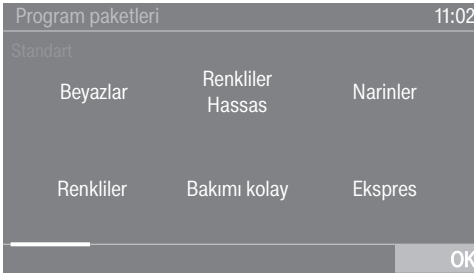 Program paketleri 11:02
Standart
Beyazlar
Renkliler
Hassas
Narinler
Renkliler
Bakımı kolay
Ekspres
OK